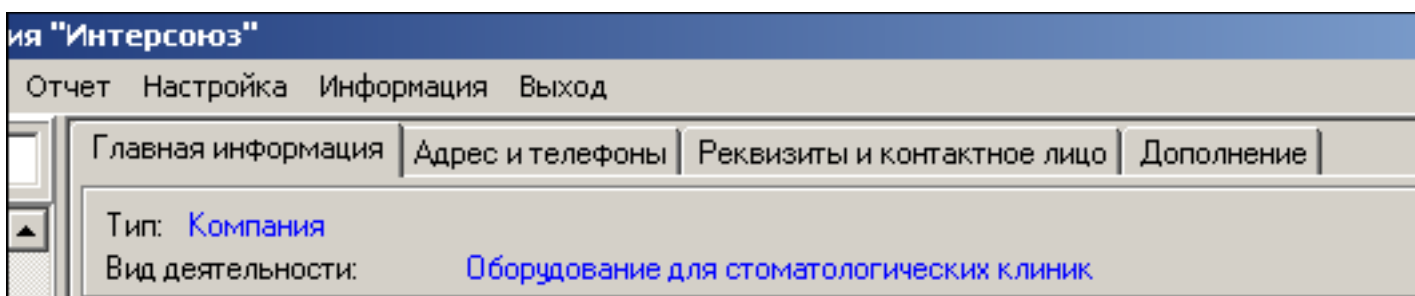 ия "Интерсоюз"
Отчет Настройка Информация Выход
Главная информация Адрес и телефоны Реквизиты и контактное лицо Дополнение
Тип: Компания
Вид деятельности: Оборудование для стоматологических клиник